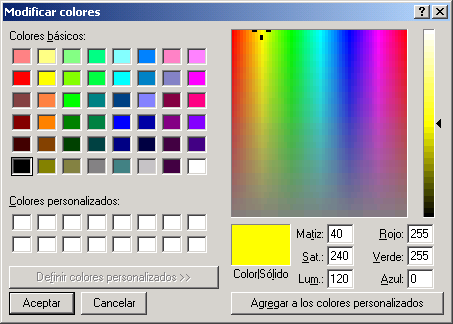 Modificar colores
Colores básicos:
Colores personalizados:
Definir colores personalizados >>
Aceptar
Cancelar
Color|Sólido
Matiz: 40
Sat.: 240
Lum.: 120
Rojo: 255
Verde: 255
Azul: 0
Agregar a los colores personalizados